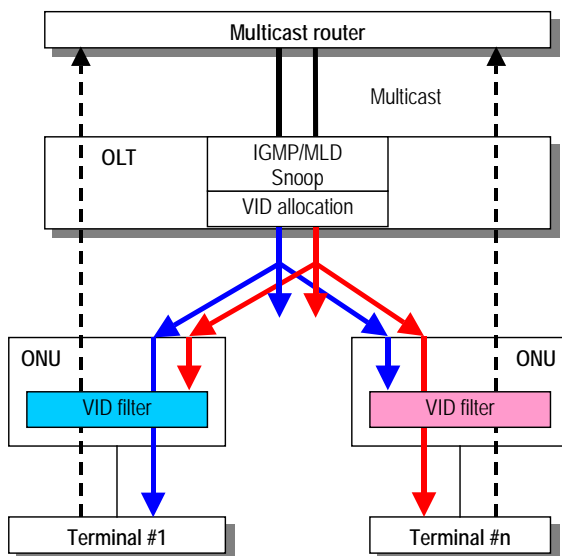 Multicast router
Multicast
OLT
IGMP/MLD
Snoop
VID allocation
ONU
ONU
VID filter
VID filter
Terminal #1
Terminal #n